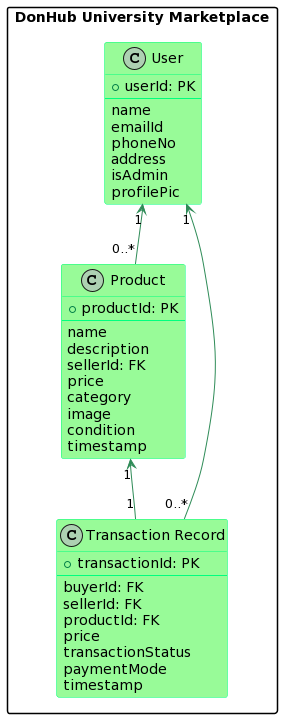 DonHub University Marketplace
C User
userId: PK
name
emailId
phoneNo
address
isAdmin
profilePic
1 1
0..*
C Product
productId: PK
name
description
sellerId: FK
price
category
image
condition
timestamp
1
1 0..*
C Transaction Record
transactionId: PK
buyerId: FK
sellerId: FK
productId: FK
price
transactionStatus
paymentMode
timestamp